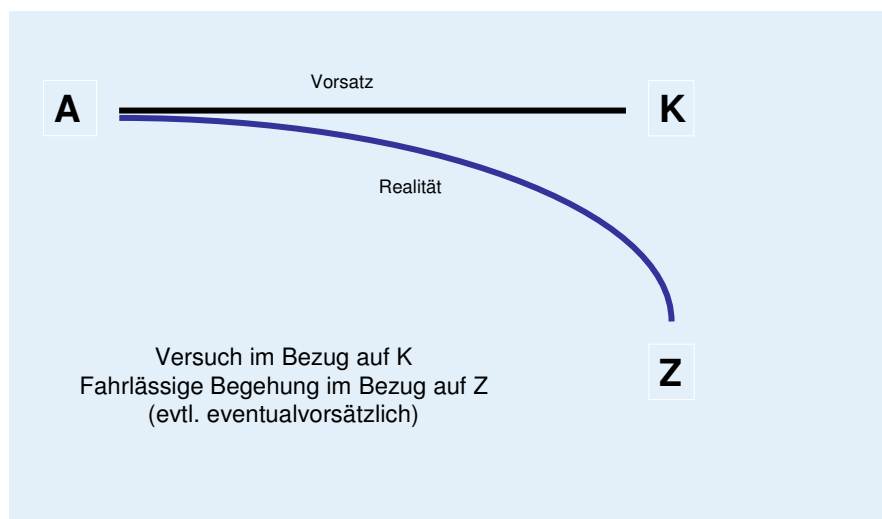 Vorsatz
A
K
Realität
Z
Versuch im Bezug auf K
Fahrlässige Begehung im Bezug auf Z
(evtl. eventualvorsätzlich)